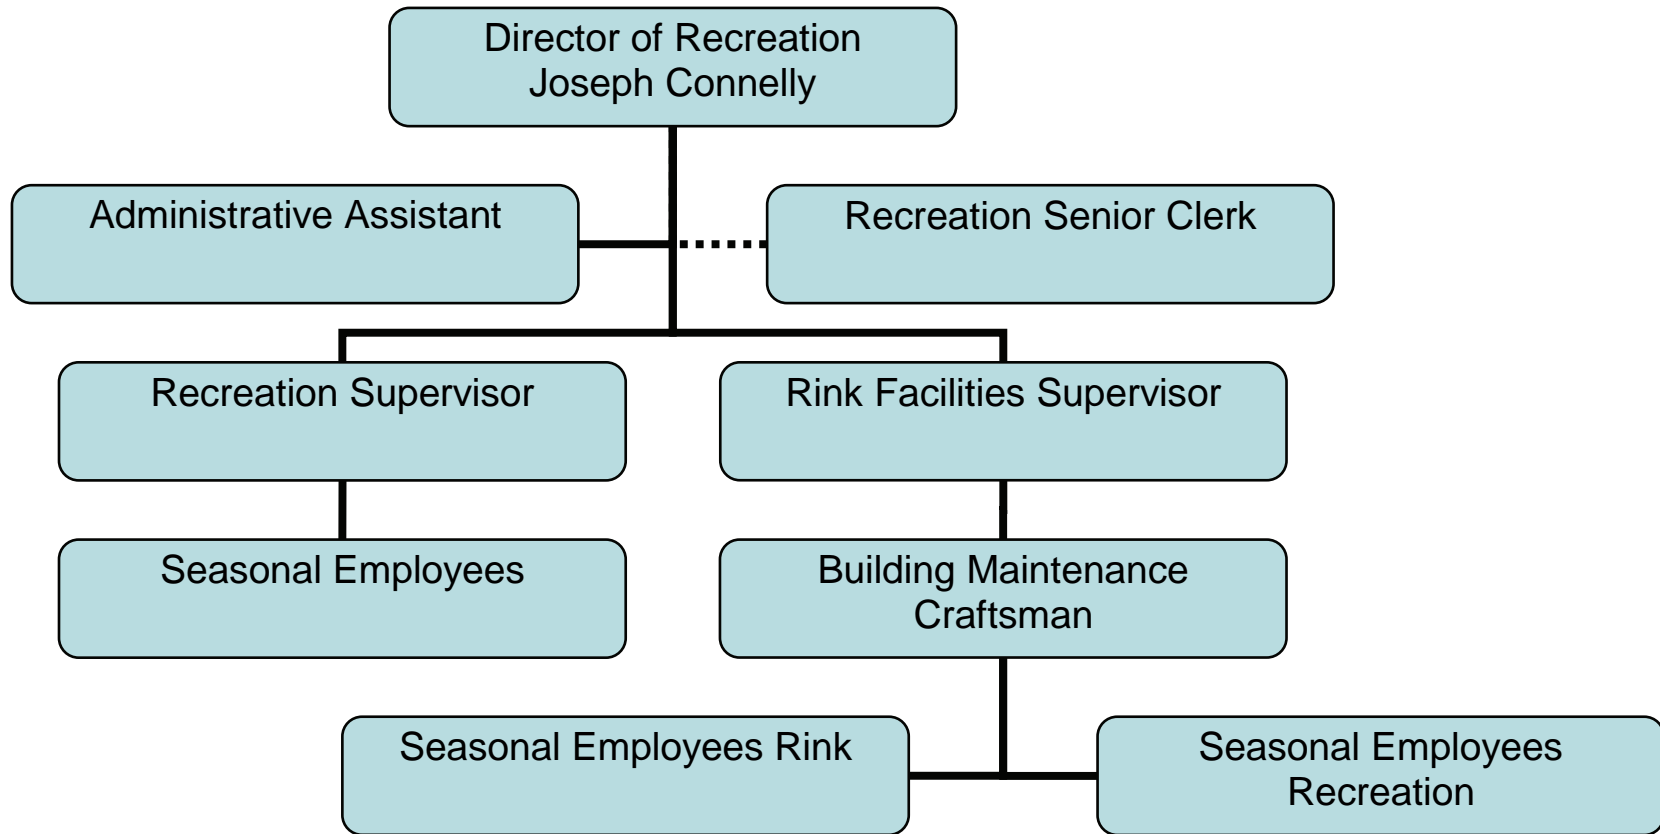 Director of Recreation
Joseph Connelly
Administrative Assistant
Recreation Senior Clerk
Recreation Supervisor
Rink Facilities Supervisor
Seasonal Employees
Building Maintenance
Craftsman
Seasonal Employees Rink
Seasonal Employees
Recreation